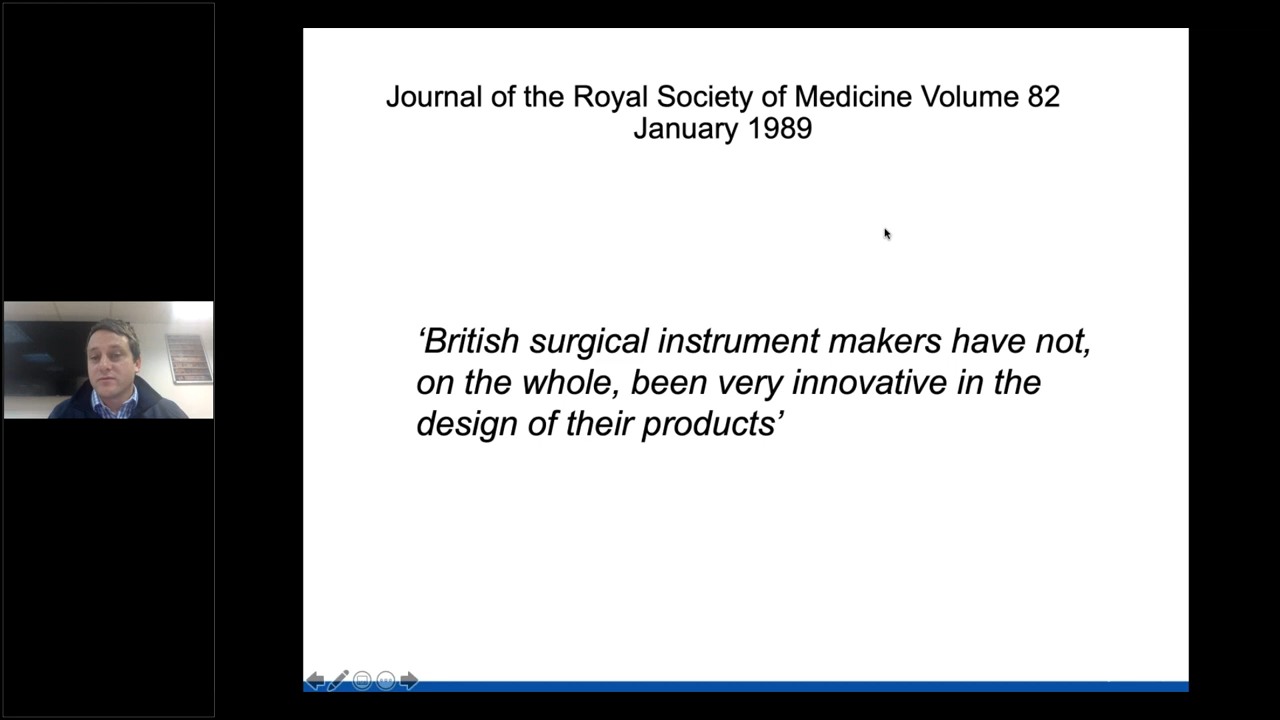 Journal of the Royal Society of Medicine Volume 82
January 1989
‘British surgical instrument makers have not,
on the whole, been very innovative in the
design of their products’